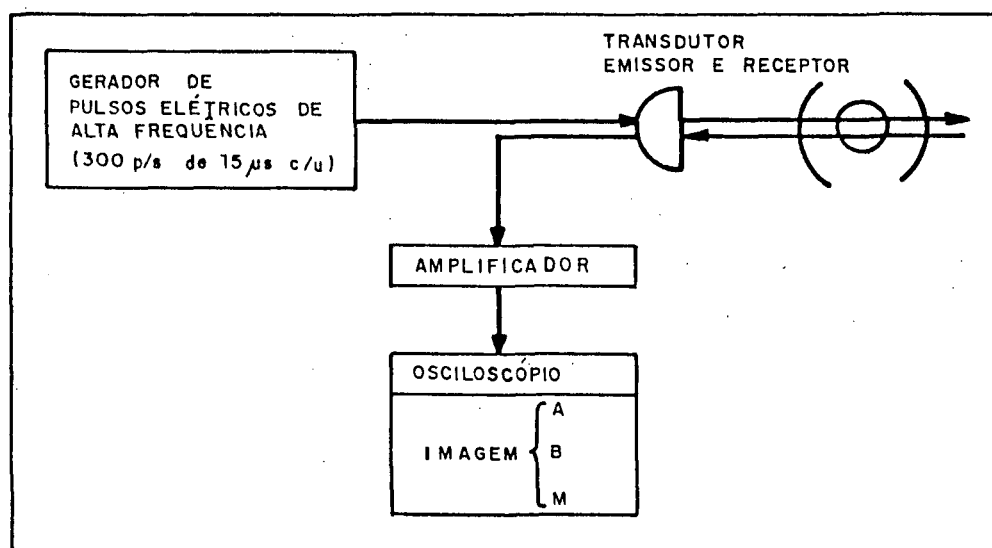 GERADOR DE
PULSOS ELÉTRICOS DE
ALTA FREQUÊNCIA
(300 p/s de 15 µs c/u)
TRANSDUTOR
EMISSOR E RECEPTOR
AMPLIFICADOR
OSCILOSCÓPIO
IMAGEM
A
B
M